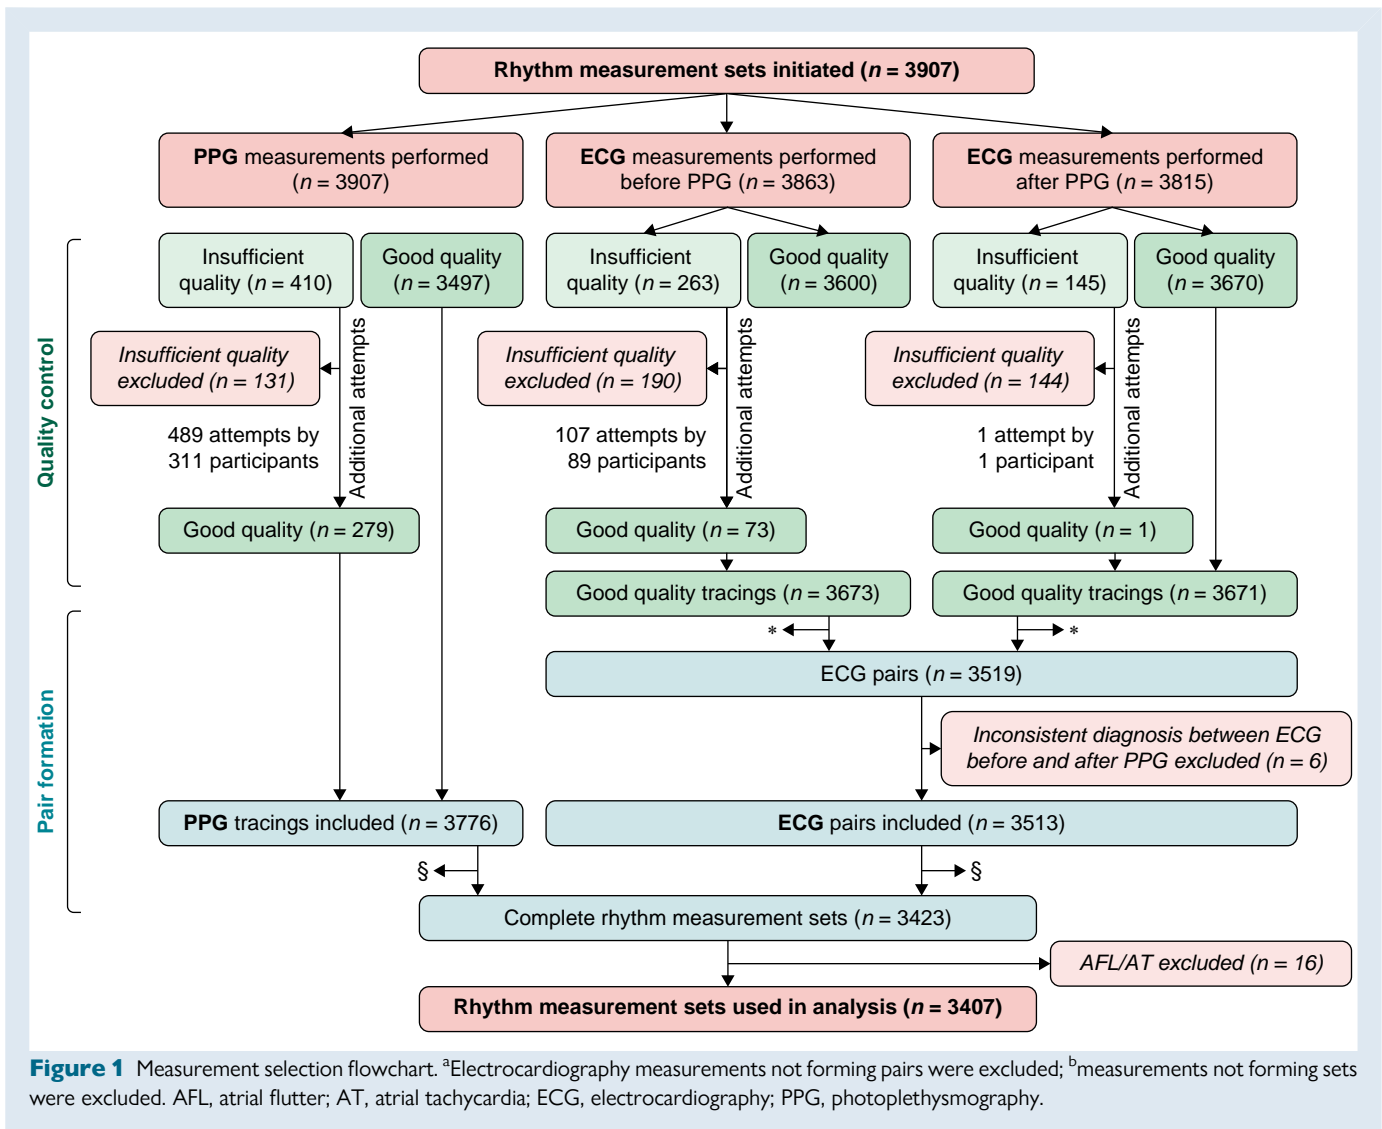 Rhythm measurement sets initiated (n = 3907)
PPG measurements performed
(n = 3907)
ECG measurements performed
before PPG (n = 3863)
ECG measurements performed
after PPG (n = 3815)
Insufficient
quality (n = 410)
Good quality
(n = 3497)
Insufficient
quality (n = 263)
Good quality
(n = 3600)
Insufficient
quality (n = 145)
Good quality
(n = 3670)
Quality control
Insufficient quality
excluded (n = 131)
Additional attempts
489 attempts by
311 participants
Insufficient quality
excluded (n = 190)
Additional attempts
107 attempts by
89 participants
Insufficient quality
excluded (n = 144)
Additional attempts
1 attempt by
1 participant
Good quality (n = 279)
Good quality (n = 73)
Good quality (n = 1)
Good quality tracings (n = 3673)
Good quality tracings (n = 3671)
*
*
Pair formation
ECG pairs (n = 3519)
Inconsistent diagnosis between ECG
before and after PPG excluded (n = 6)
PPG tracings included (n = 3776)
ECG pairs included (n = 3513)
§
§
Complete rhythm measurement sets (n = 3423)
AFL/AT excluded (n = 16)
Rhythm measurement sets used in analysis (n = 3407)
Figure 1 Measurement selection flowchart. aElectrocardiography measurements not forming pairs were excluded; bmeasurements not forming sets
were excluded. AFL, atrial flutter; AT, atrial tachycardia; ECG, electrocardiography; PPG, photoplethysmography.